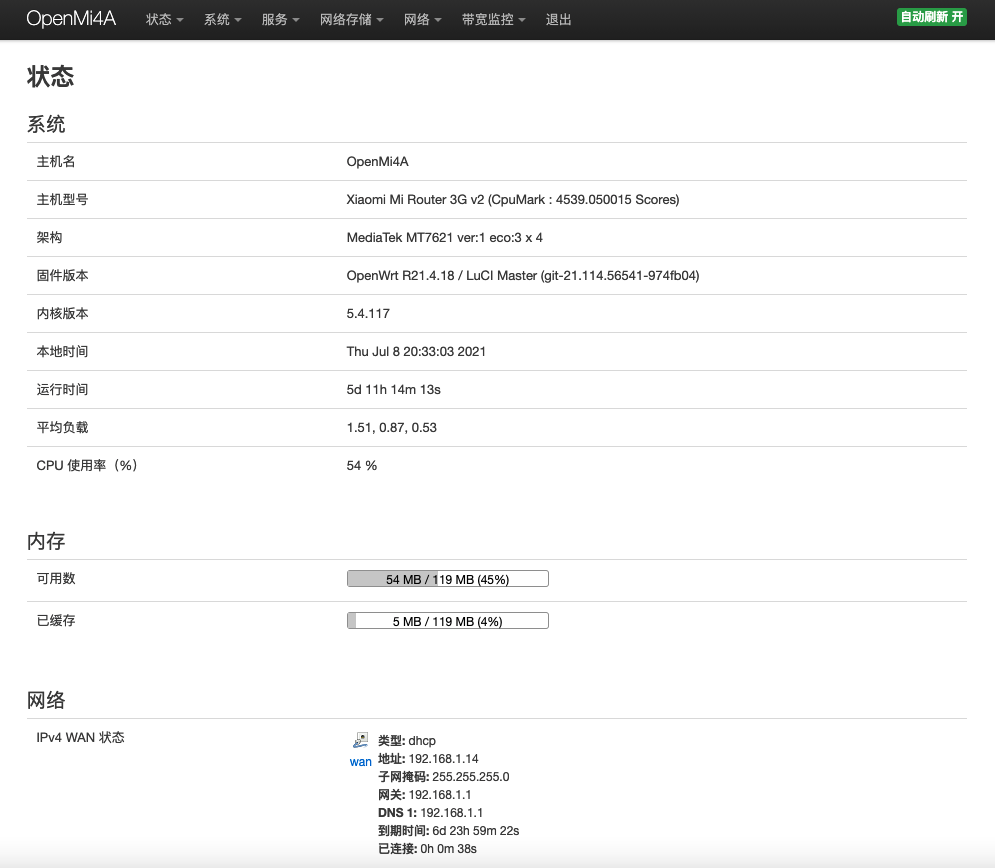 OpenMi4A 状态 系统 服务 网络存储 网络 带宽监控 退出 自动刷新 开
状态
系统
主机名 OpenMi4A
主机型号 Xiaomi Mi Router 3G v2 (CpuMark : 4539.050015 Scores)
架构 MediaTek MT7621 ver:1 eco:3 x 4
固件版本 OpenWrt R21.4.18 / LuCI Master (git-21.114.56541-974fb04)
内核版本 5.4.117
本地时间 Thu Jul 8 20:33:03 2021
运行时间 5d 11h 14m 13s
平均负载 1.51, 0.87, 0.53
CPU 使用率（%） 54 %
内存
可用数 54 MB / 119 MB (45%)
已缓存 5 MB / 119 MB (4%)
网络
IPv4 WAN 状态 类型: dhcp
wan 地址: 192.168.1.14
子网掩码: 255.255.255.0
网关: 192.168.1.1
DNS 1: 192.168.1.1
到期时间: 6d 23h 59m 22s
已连接: 0h 0m 38s